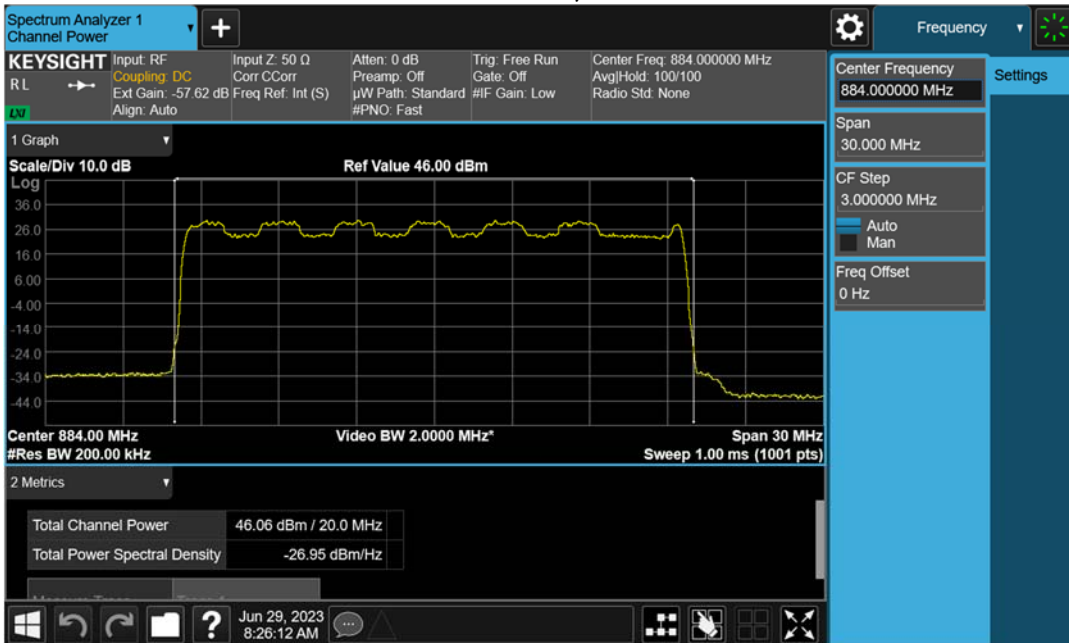 Spectrum Analyzer 1
Channel Power
+
Frequency
KEYSIGHT
RL
LXI
Input: RF
Coupling: DC
Ext Gain: -57.62 dB
Align: Auto
Input Z: 50 Ω
Corr CCorr
Freq Ref: Int (S)
Atten: 0 dB
Preamp: Off
µW Path: Standard
#PNO: Fast
Trig: Free Run
Gate: Off
#IF Gain: Low
Center Freq: 884.000000 MHz
Avg|Hold: 100/100
Radio Std: None
Center Frequency
884.000000 MHz
Settings
Span
30.000 MHz
CF Step
3.000000 MHz
Auto
Man
Freq Offset
0 Hz
1 Graph
Scale/Div 10.0 dB
Ref Value 46.00 dBm
Log
36.0
26.0
16.0
6.00
-4.00
-14.0
-24.0
-34.0
-44.0
Center 884.00 MHz
Video BW 2.0000 MHz*
Span 30 MHz
#Res BW 200.00 kHz
Sweep 1.00 ms (1001 pts)
2 Metrics
Total Channel Power 46.06 dBm / 20.0 MHz
Total Power Spectral Density -26.95 dBm/Hz
?
Jun 29, 2023
8:26:12 AM